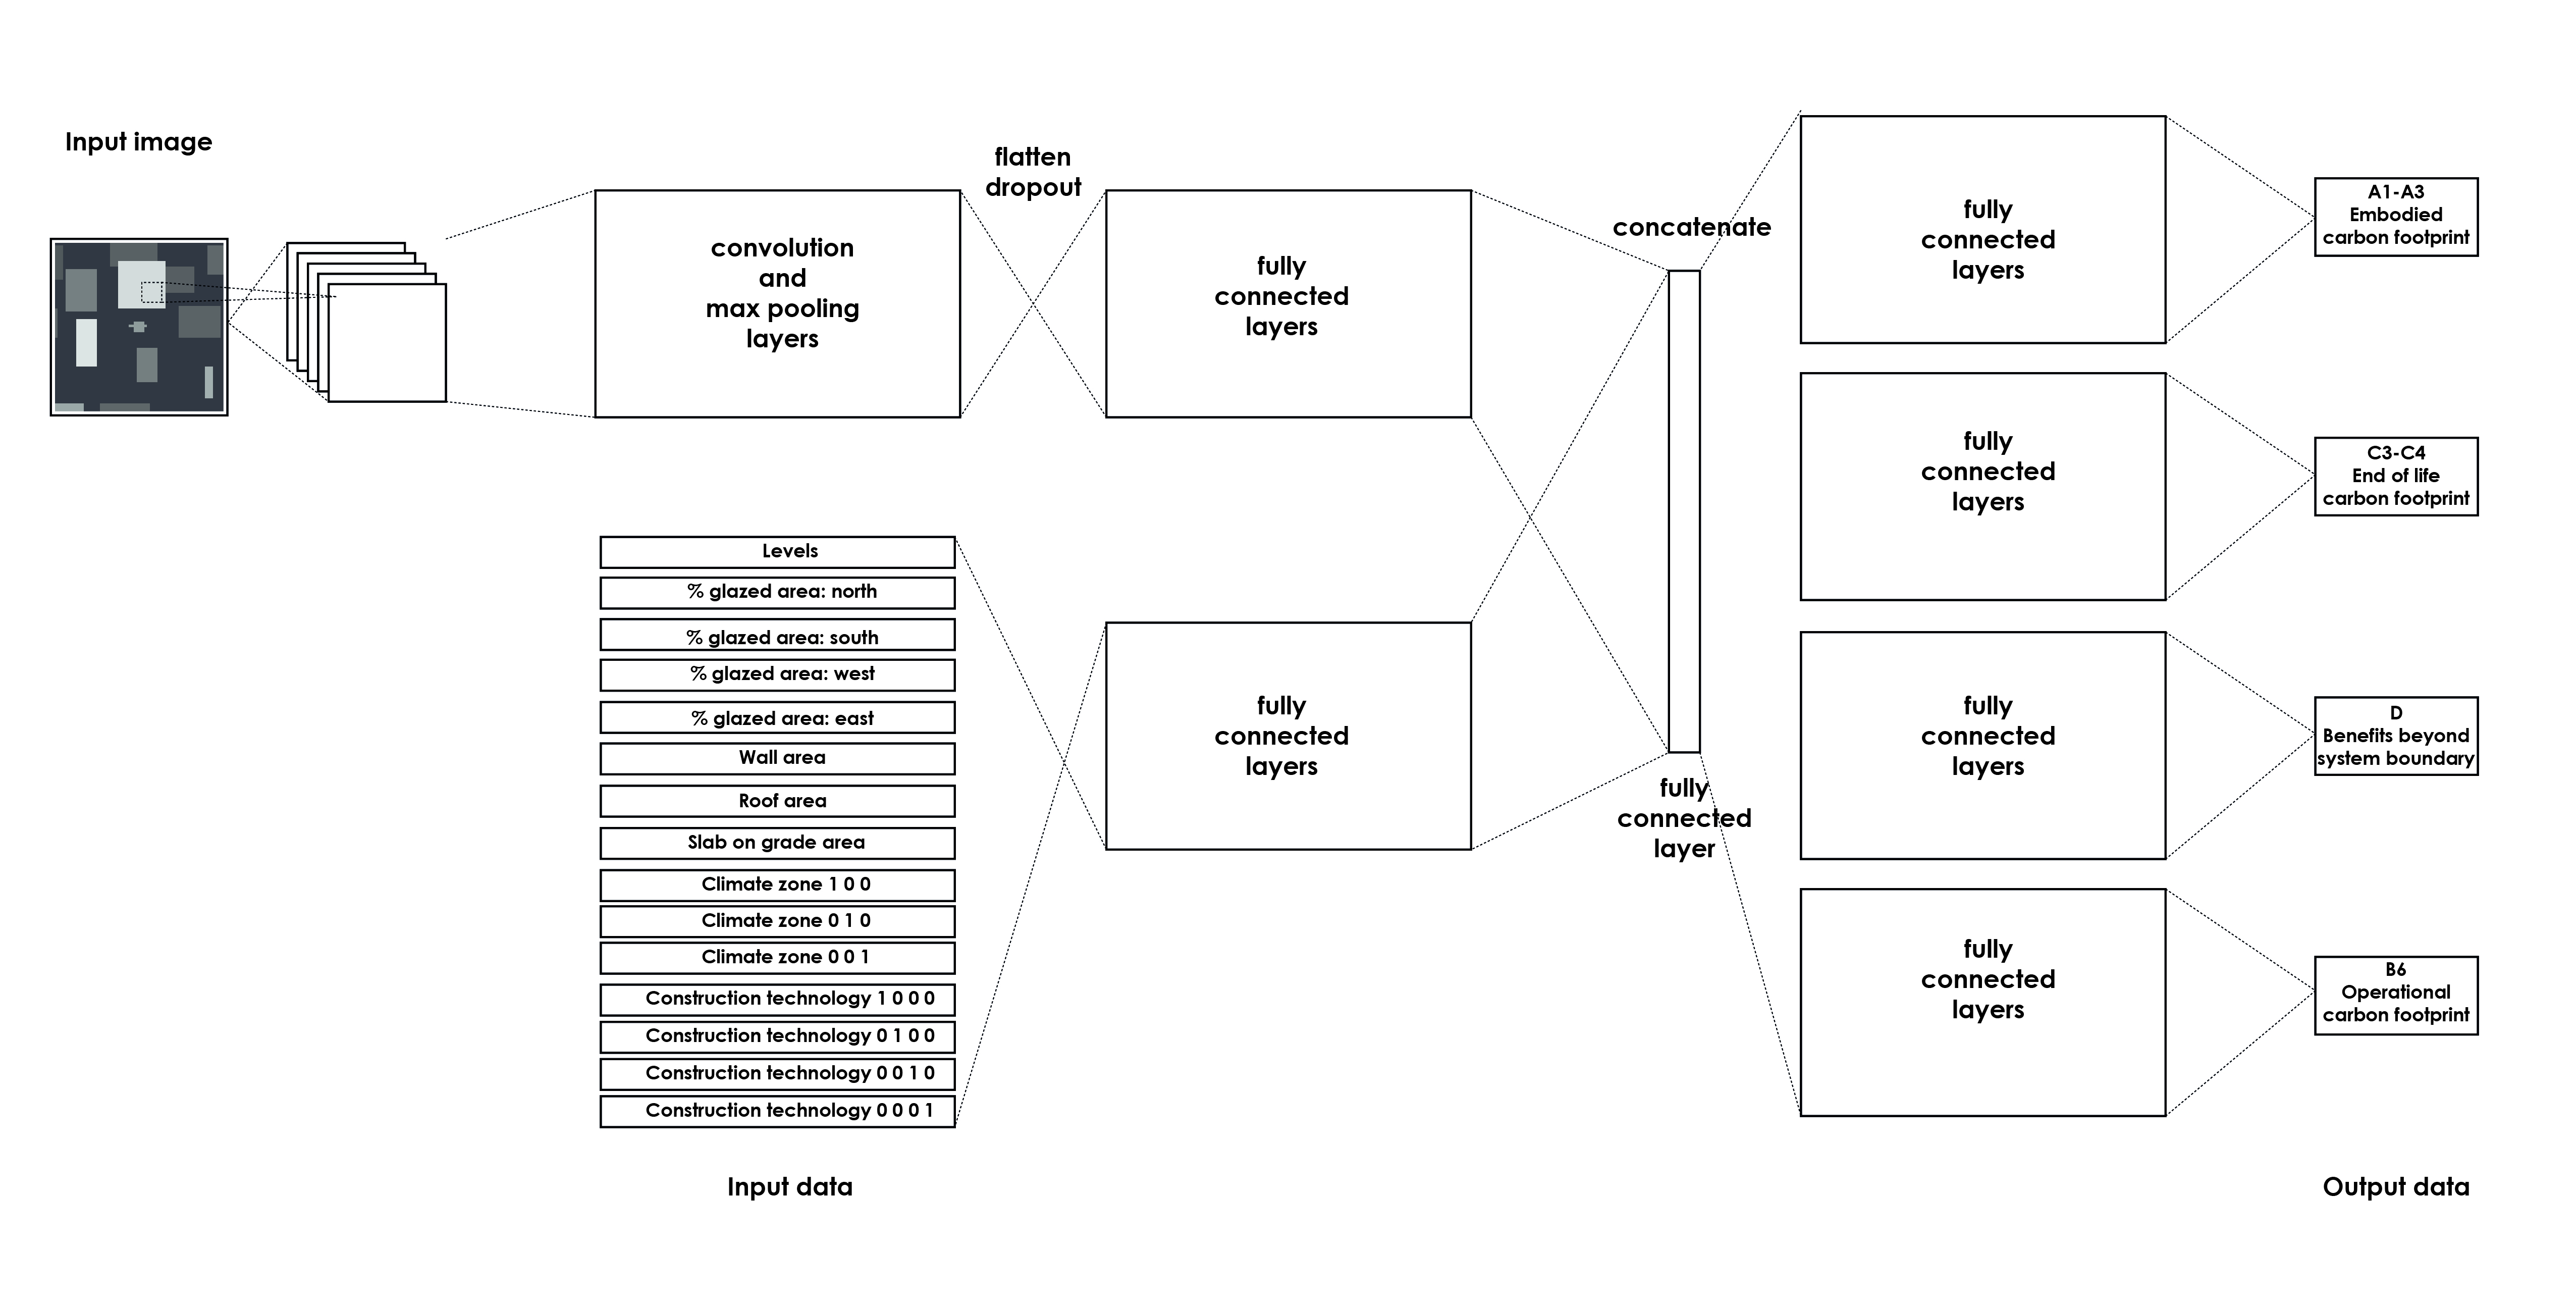 Input image
convolution
and
max pooling
layers
flatten
dropout
fully
connected
layers
Levels
% glazed area: north
% glazed area: south
% glazed area: west
% glazed area: east
Wall area
Roof area
Slab on grade area
Climate zone 1 0 0
Climate zone 0 1 0
Climate zone 0 0 1
Construction technology 1 0 0 0
Construction technology 0 1 0 0
Construction technology 0 0 1 0
Construction technology 0 0 0 1
Input data
fully
connected
layers
concatenate
fully
connected
layer
fully
connected
layers
fully
connected
layers
fully
connected
layers
fully
connected
layers
A1-A3
Embodied
carbon footprint
C3-C4
End of life
carbon footprint
D
Benefits beyond
system boundary
B6
Operational
carbon footprint
Output data